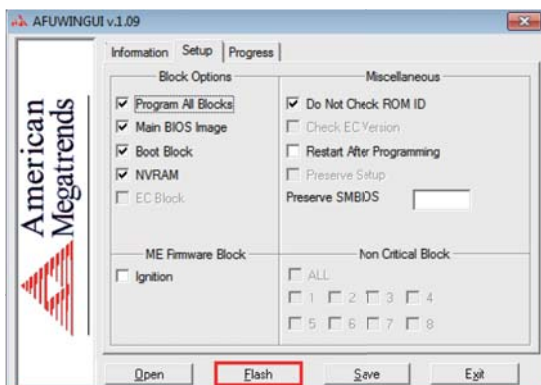 AFUWINGUI v.1.09
American
Megatrends
Information Setup Progress
Block Options
Program All Blocks
Main BIOS Image
Boot Block
NVRAM
EC Block
ME Firmware Block
Ignition
Miscellaneous
Do Not Check ROM ID
Check EC Version
Restart After Programming
Preserve Setup
Preserve SMBIOS
Non Critical Block
ALL
1 2 3 4
5 6 7 8
Open Flash Save Exit